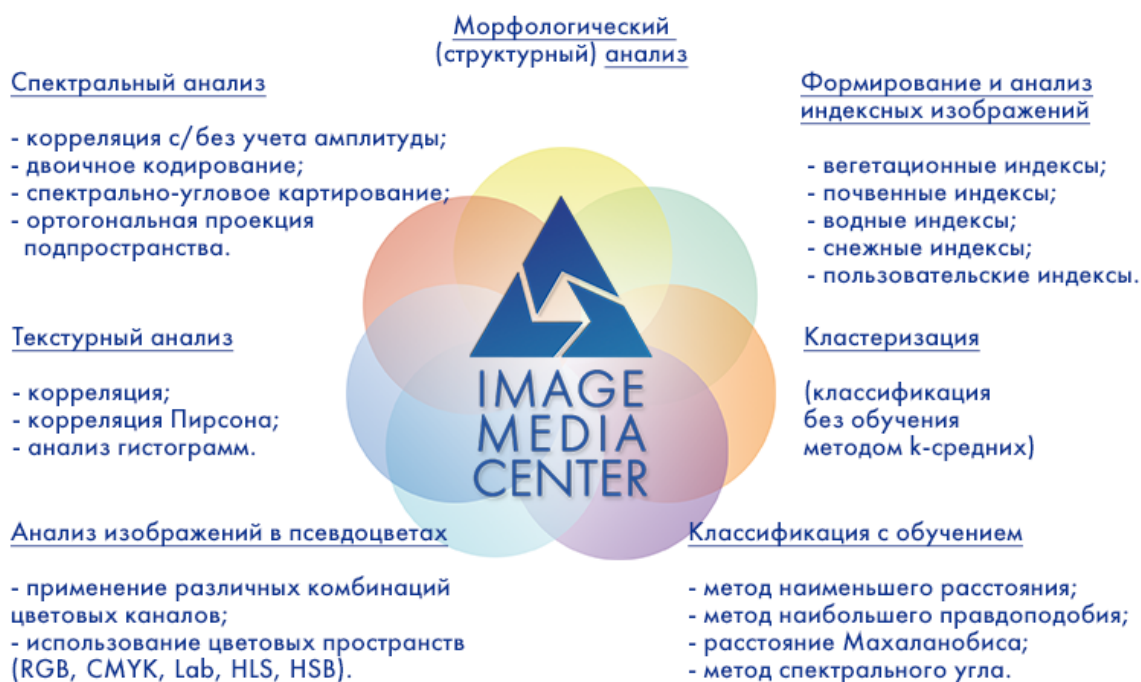 Морфологический
(структурный) анализ
Спектральный анализ
- корреляция с/без учета амплитуды;
- двоичное кодирование;
- спектрально-угловое картирование;
- ортогональная проекция
подпространства.
Формирование и анализ
индексных изображений
- вегетационные индексы;
- почвенные индексы;
- водные индексы;
- снежные индексы;
- пользовательские индексы.
Текстурный анализ
- корреляция;
- корреляция Пирсона;
- анализ гистограмм.
IMAGE
MEDIA
CENTER
Кластеризация
(классификация
без обучения
методом k-средних)
Анализ изображений в псевдоцветах
- применение различных комбинаций
цветовых каналов;
- использование цветовых пространств
(RGB, CMYK, Lab, HLS, HSB).
Классификация с обучением
- метод наименьшего расстояния;
- метод наибольшего правдоподобия;
- расстояние Махаланобиса;
- метод спектрального угла.